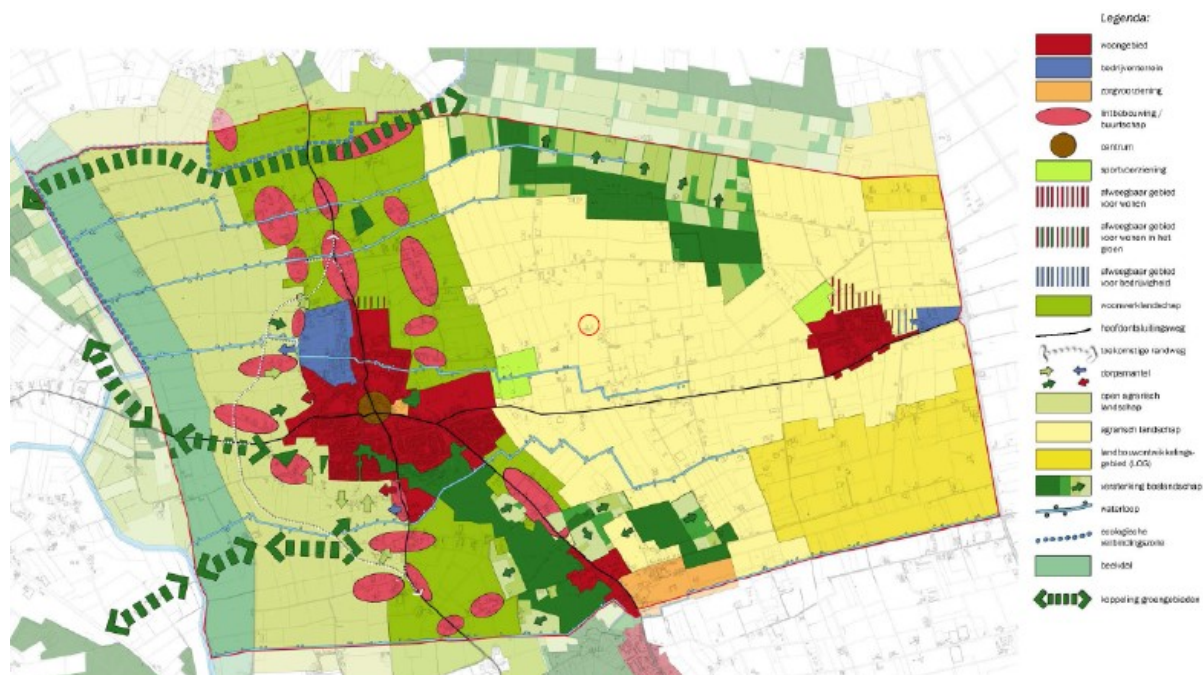 Legenda:
woongebied
bedrijventerrein
zorgvoorziening
lintbebouwing /
buurtschap
centrum
sportvoorziening
afweegbaar gebied
voor wonen
afweegbaar gebied
voor wonen in het
groen
afweegbaar gebied
voor bedrijvigheid
woonwerklandschap
hoofdontsluitingsweg
toekomstige randweg
dorpsmantel
open agrarisch
landschap
agrarisch landschap
landbouwontwikkelings-
gebied (LOG)
versterking boslandschap
waterloop
ecologische
verbindingszone
beekdal
koppeling groengebieden